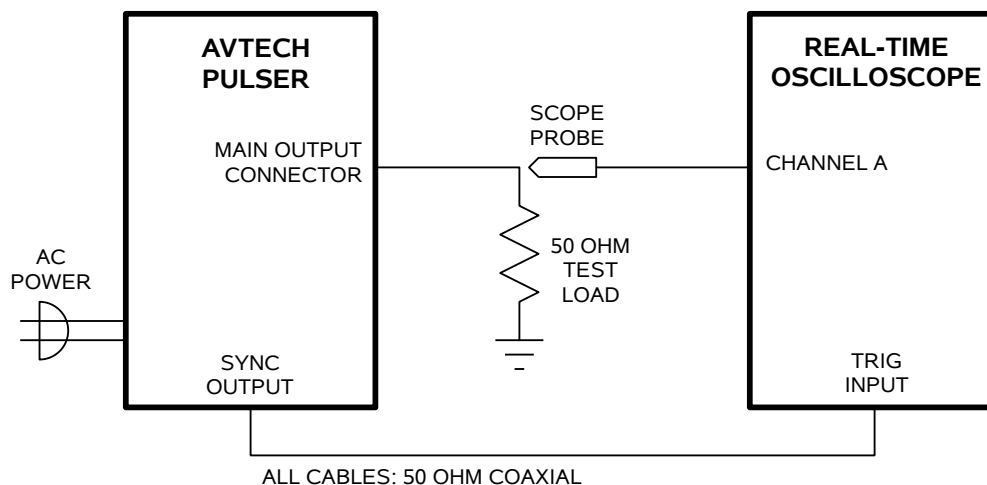 AVTECH
PULSER
REAL-TIME
OSCILLOSCOPE
SCOPE
PROBE
MAIN OUTPUT
CONNECTOR
CHANNEL A
50 OHM
TEST
LOAD
AC
POWER
SYNC
OUTPUT
TRIG
INPUT
ALL CABLES: 50 OHM COAXIAL